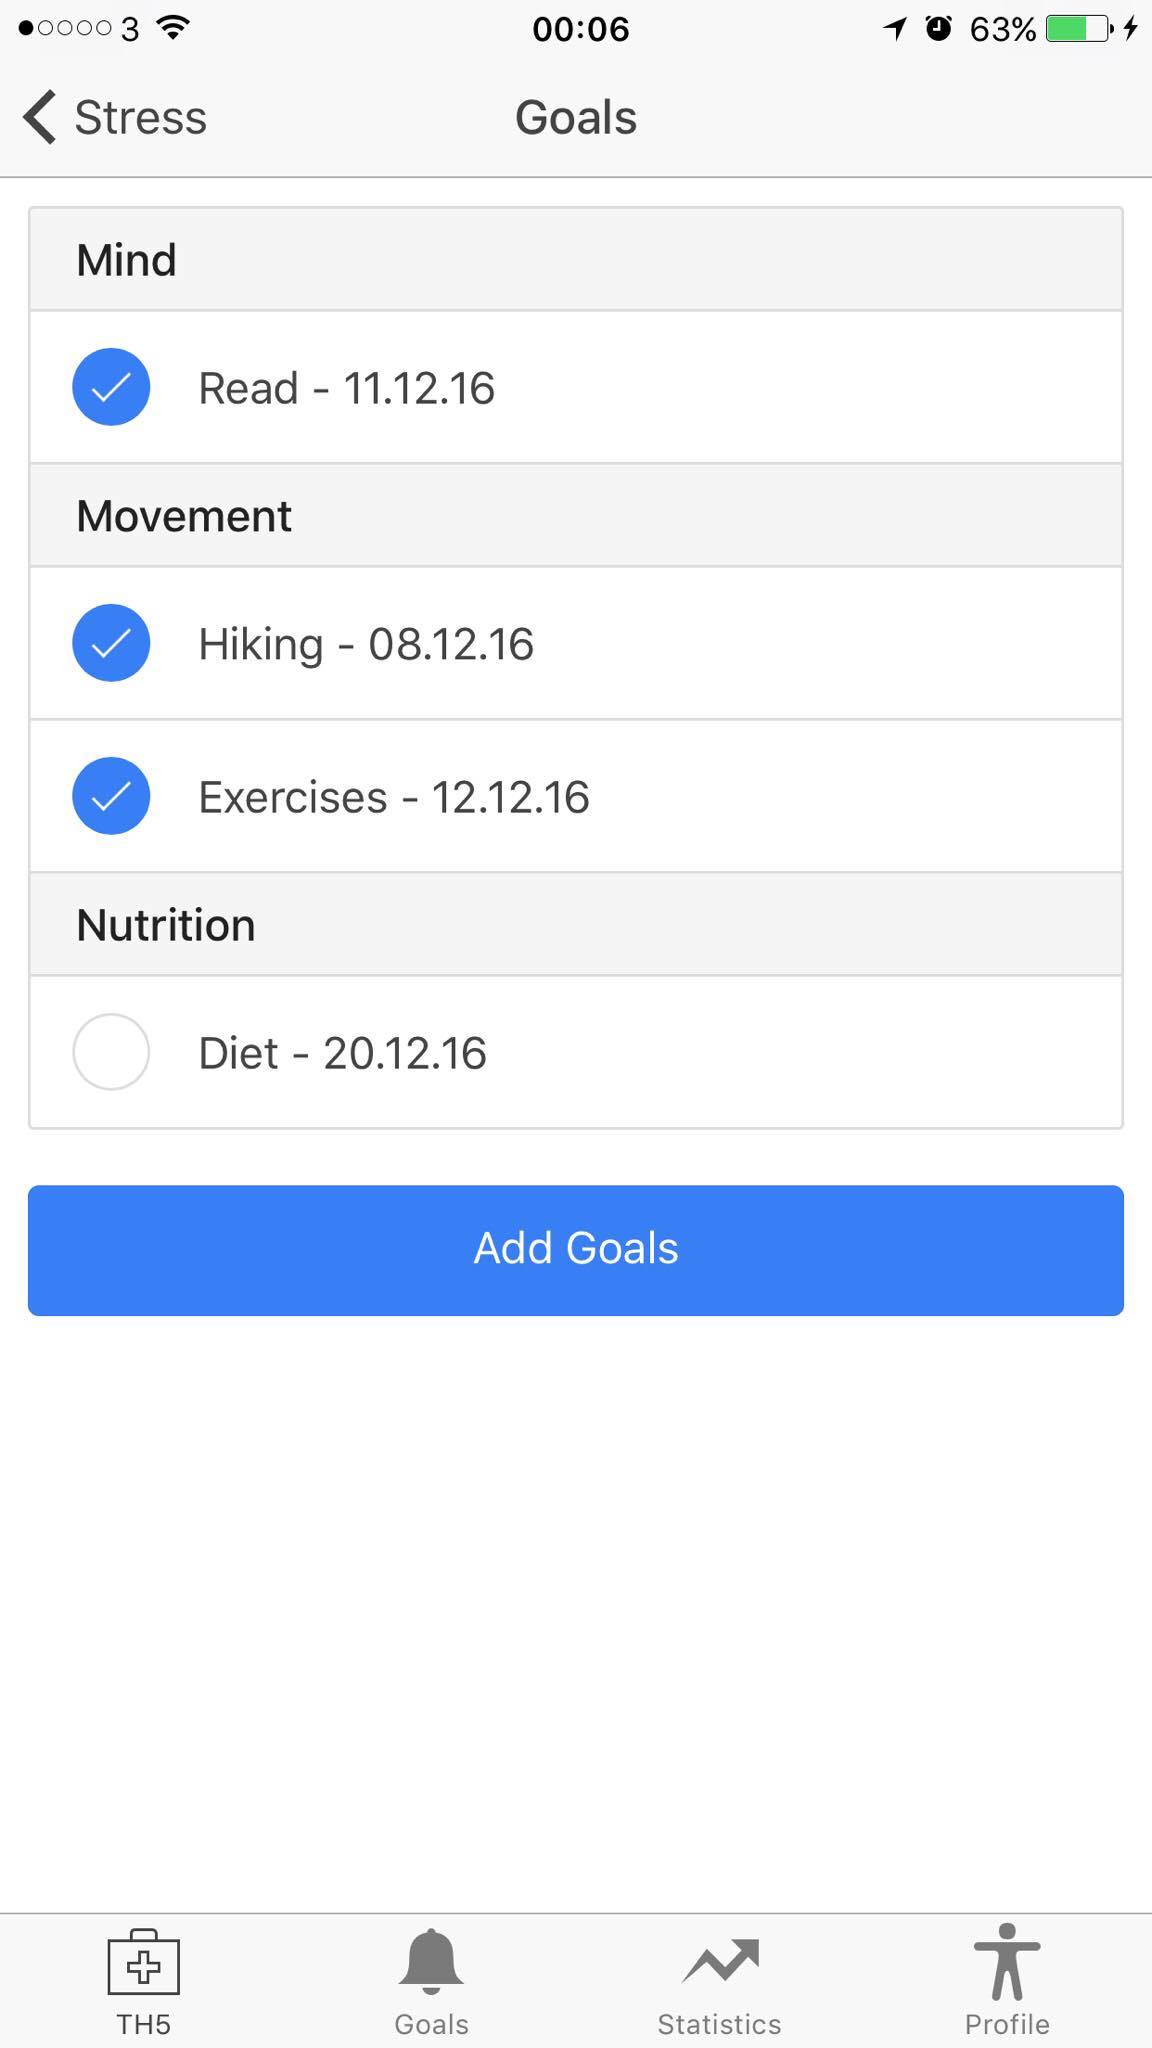 3 00:06 63%
Stress Goals
Mind
Read - 11.12.16
Movement
Hiking - 08.12.16
Exercises - 12.12.16
Nutrition
Diet - 20.12.16
Add Goals
TH5 Goals Statistics Profile